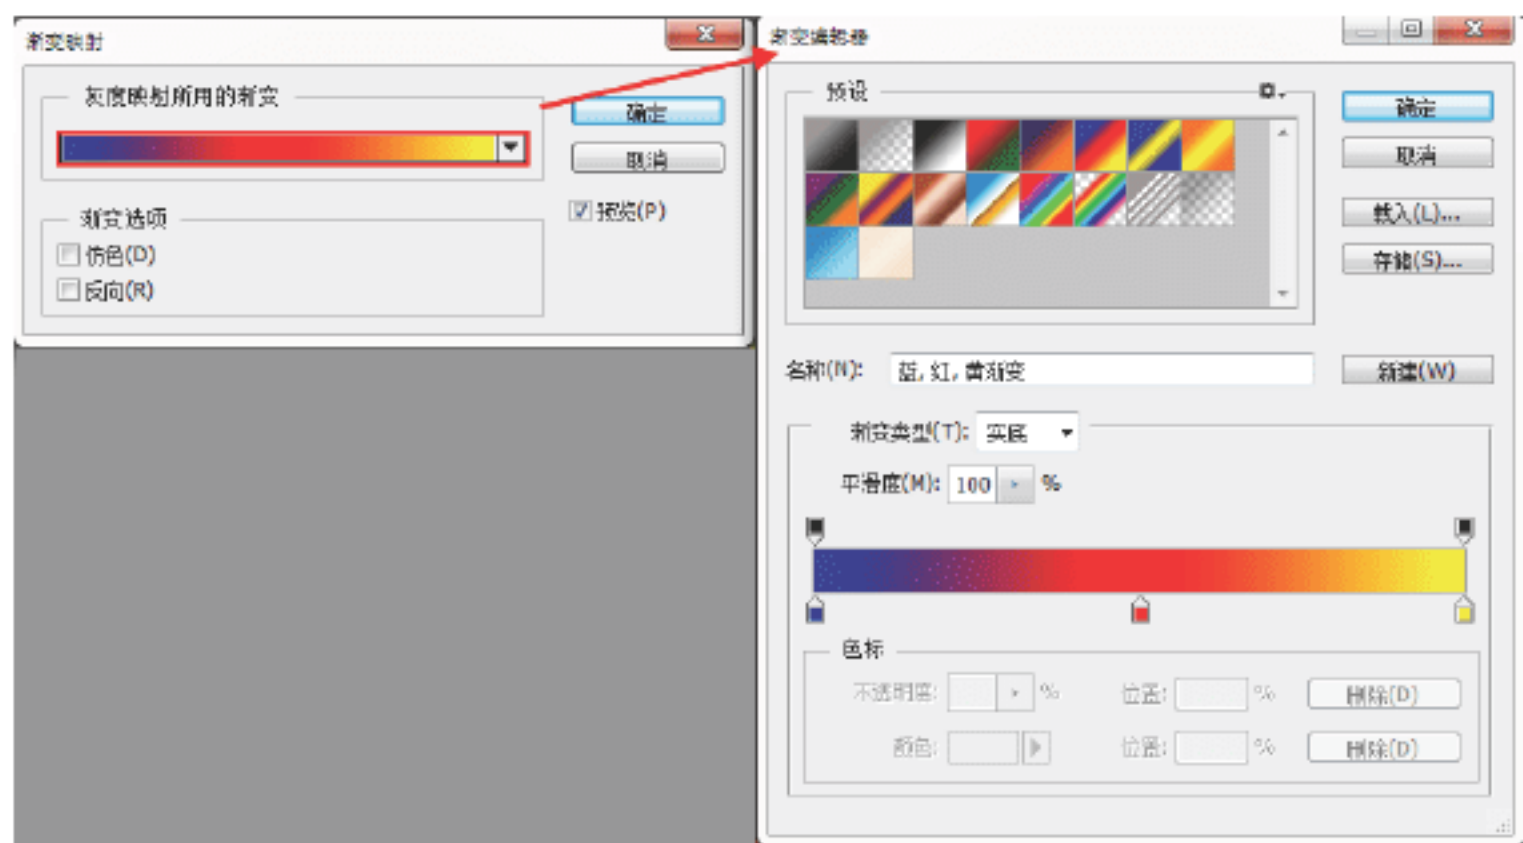 渐变映射
灰度映射所用的渐变
确定
取消
预览(P)
渐变选项
仿色(D)
反向(R)
渐变编辑器
预设
确定
取消
载入(L)...
存储(S)...
名称(N): 蓝, 红, 黄渐变
新建(W)
渐变类型(T): 实底
平滑度(M): 100 %
色标
不透明度: % 位置: % 删除(D)
颜色: 位置: % 删除(D)